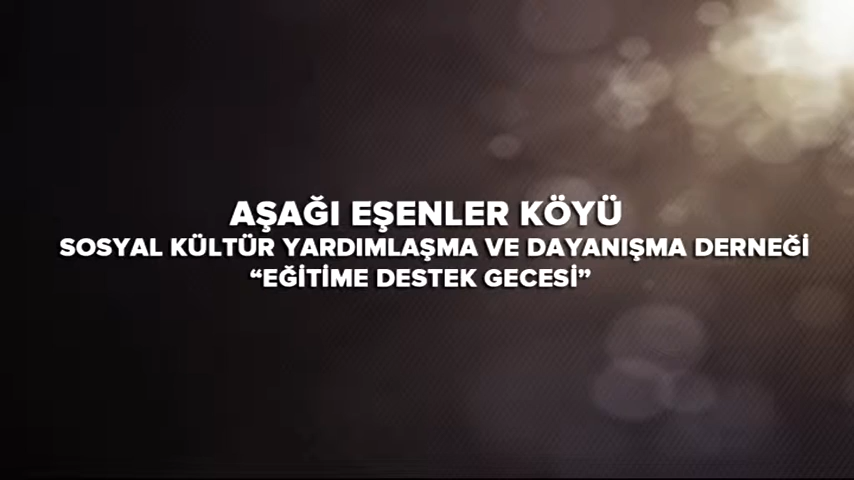 AŞAĞI EŞENLER KÖYÜ
SOSYAL KÜLTÜR YARDIMLAŞMA VE DAYANIŞMA DERNEĞİ
“EĞİTİME DESTEK GECESİ”